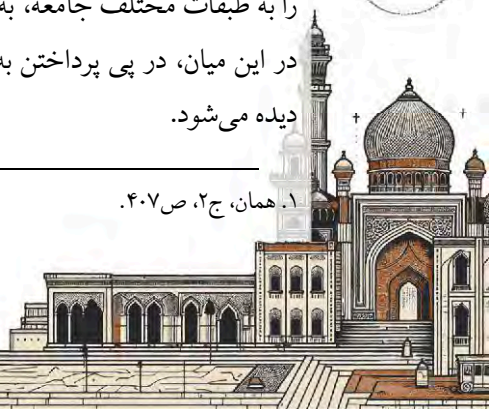 را به طبقات مختلف جامعه، به
در این میان، در پی پرداختن به
دیده می‌شود.
۱. همان، ج۲، ص۴۰۷.